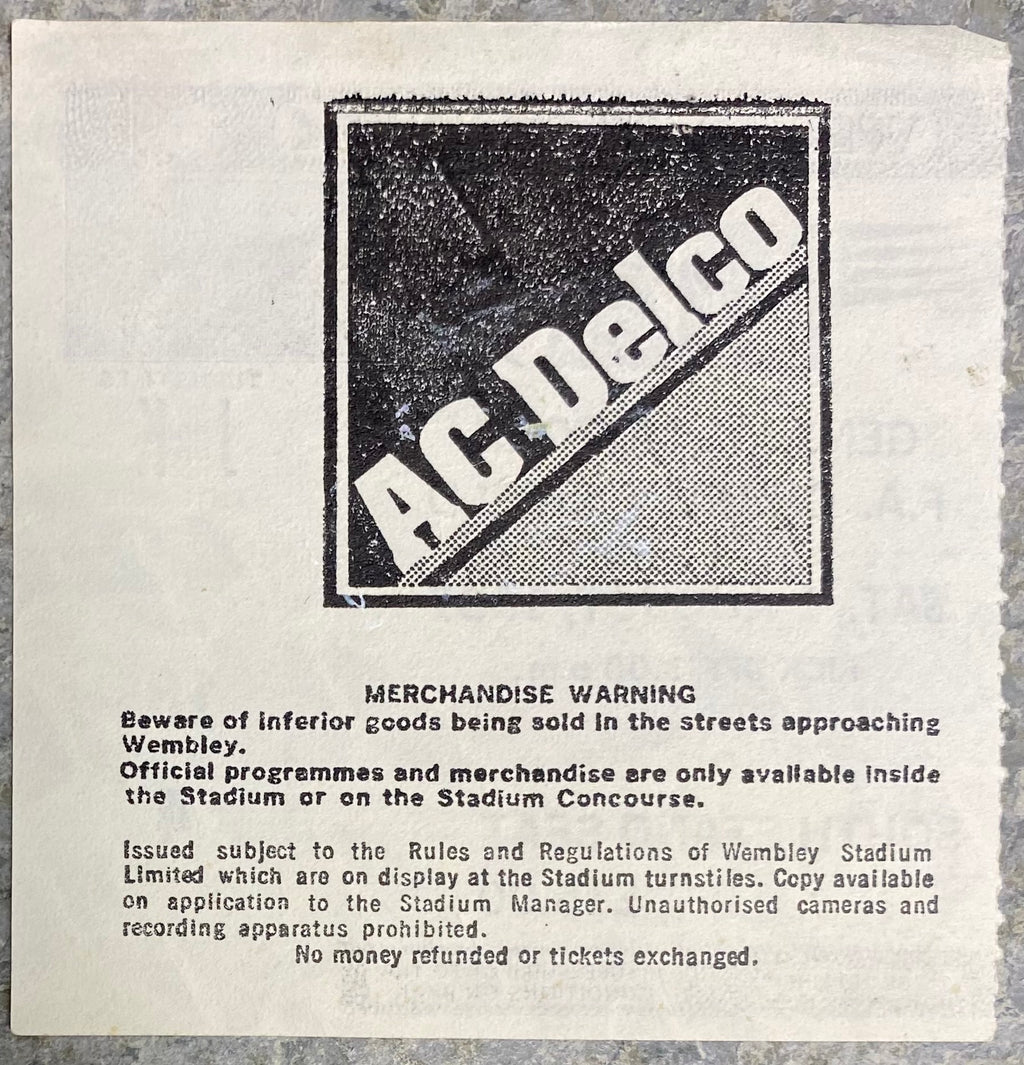 AC Delco
MERCHANDISE WARNING
Beware of inferior goods being sold in the streets approaching
Wembley.
Official programmes and merchandise are only available inside
the Stadium or on the Stadium Concourse.
Issued subject to the Rules and Regulations of Wembley Stadium
Limited which are on display at the Stadium turnstiles. Copy available
on application to the Stadium Manager. Unauthorised cameras and
recording apparatus prohibited.
No money refunded or tickets exchanged.